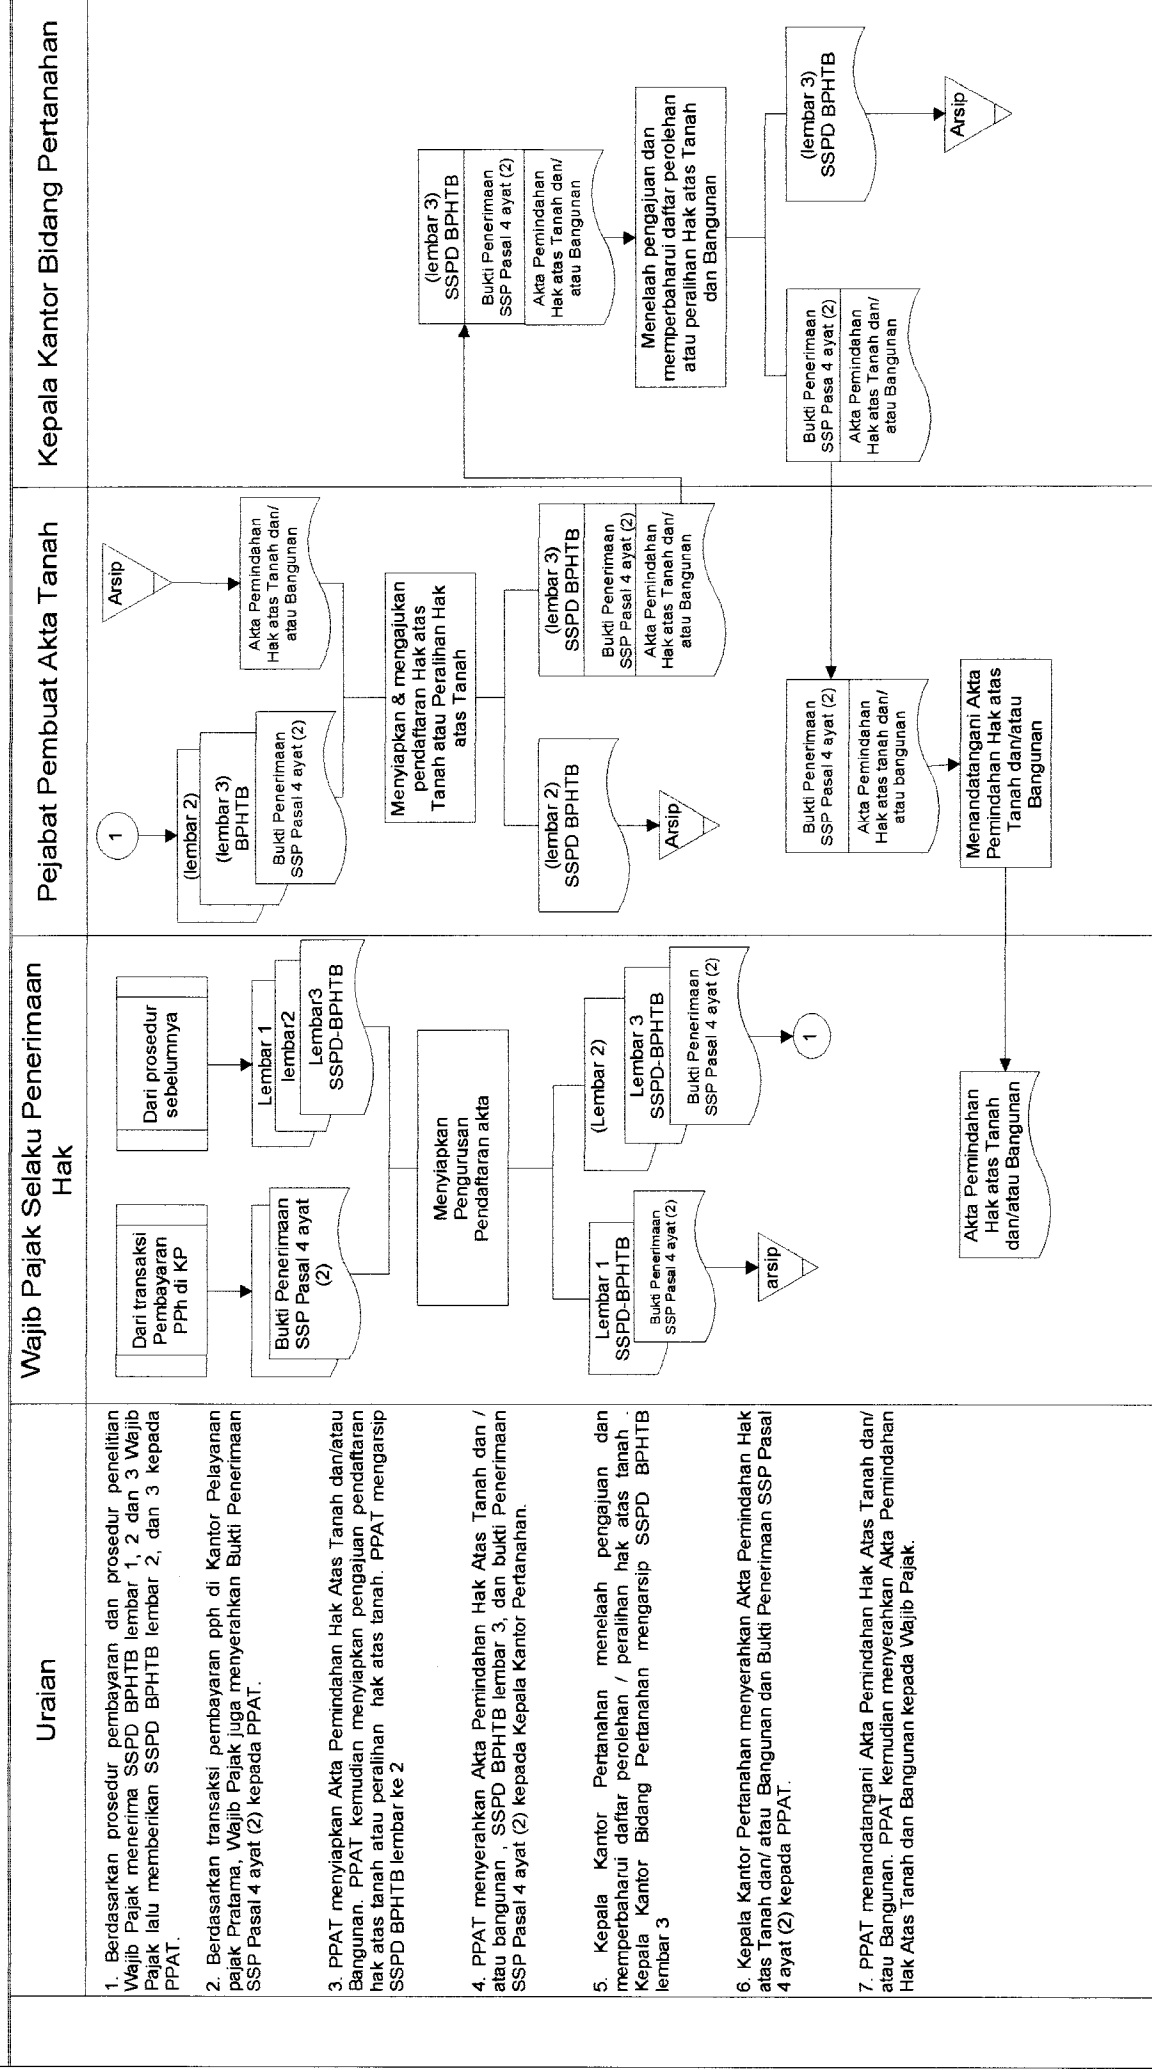 Uraian
Wajib Pajak Selaku Penerimaan
Hak
Pejabat Pembuat Akta Tanah
Kepala Kantor Bidang Pertanahan
1. Berdasarkan prosedur pembayaran dan prosedur penelitian
Wajib Pajak menerima SSPD BPHTB lembar 1, 2 dan 3 Wajib
Pajak lalu memberikan SSPD BPHTB lembar 2, dan 3 kepada
PPAT.
2. Berdasarkan transaksi pembayaran pph di Kantor Pelayanan
pajak Pratama, Wajib Pajak juga menyerahkan Bukti Penerimaan
SSP Pasal 4 ayat (2) kepada PPAT.
3. PPAT menyiapkan Akta Pemindahan Hak Atas Tanah dan/atau
Bangunan. PPAT kemudian menyiapkan pengajuan pendaftaran
hak atas tanah atau peralihan hak atas tanah. PPAT mengarsip
SSPD BPHTB lembar ke 2
4. PPAT menyerahkan Akta Pemindahan Hak Atas Tanah dan /
atau bangunan , SSPD BPHTB lembar 3, dan bukti Penerimaan
SSP Pasal 4 ayat (2) kepada Kepala Kantor Pertanahan.
5. Kepala Kantor Pertanahan menelaah pengajuan dan
memperbaharui daftar perolehan / peralihan hak atas tanah .
Kepala Kantor Bidang Pertanahan mengarsip SSPD BPHTB
lembar 3
6. Kepala Kantor Pertanahan menyerahkan Akta Pemindahan Hak
atas Tanah dan/ atau Bangunan dan Bukti Penerimaan SSP Pasal
4 ayat (2) kepada PPAT.
7. PPAT menandatangani Akta Pemindahan Hak Atas Tanah dan/
atau Bangunan. PPAT kemudian menyerahkan Akta Pemindahan
Hak Atas Tanah dan Bangunan kepada Wajib Pajak.
Dari transaksi
Pembayaran
PPh di KP
Dari prosedur
sebelumnya
Bukti Penerimaan
SSP Pasal 4 ayat
(2)
Lembar 1
lembar2
Lembar3
SSPD-BPHTB
Menyiapkan
Pengurusan
Pendaftaran akta
Lembar 1
SSPD-BPHTB
Bukti Penerimaan
SSP Pasal 4 ayat (2)
arsip
(Lembar 2)
Lembar 3
SSPD-BPHTB
Bukti Penerimaan
SSP Pasal 4 ayat (2)
1
Akta Pemindahan
Hak atas Tanah
dan/atau Bangunan
1
(lembar 2)
(lembar 3)
BPHTB
Bukti Penerimaan
SSP Pasal 4 ayat (2)
Arsip
Akta Pemindahan
Hak atas Tanah dan/
atau Bangunan
Menyiapkan & mengajukan
pendaftaran Hak atas
Tanah atau Peralihan Hak
atas Tanah
(lembar 2)
SSPD BPHTB
Arsip
(lembar 3)
SSPD BPHTB
Bukti Penerimaan
SSP Pasal 4 ayat (2)
Akta Pemindahan
Hak atas Tanah dan/
atau Bangunan
Bukti Penerimaan
SSP Pasal 4 ayat (2)
Akta Pemindahan
Hak atas tanah dan/
atau bangunan
Menandatangani Akta
Pemindahan Hak atas
Tanah dan/atau
Bangunan
(lembar 3)
SSPD BPHTB
Bukti Penerimaan
SSP Pasal 4 ayat (2)
Akta Pemindahan
Hak atas Tanah dan/
atau Bangunan
Menelaah pengajuan dan
memperbaharui daftar perolehan
atau peralihan Hak atas Tanah
dan Bangunan
Bukti Penerimaan
SSP Pasa 4 ayat (2)
Akta Pemindahan
Hak atas Tanah dan/
atau Bangunan
(lembar 3)
SSPD BPHTB
Arsip